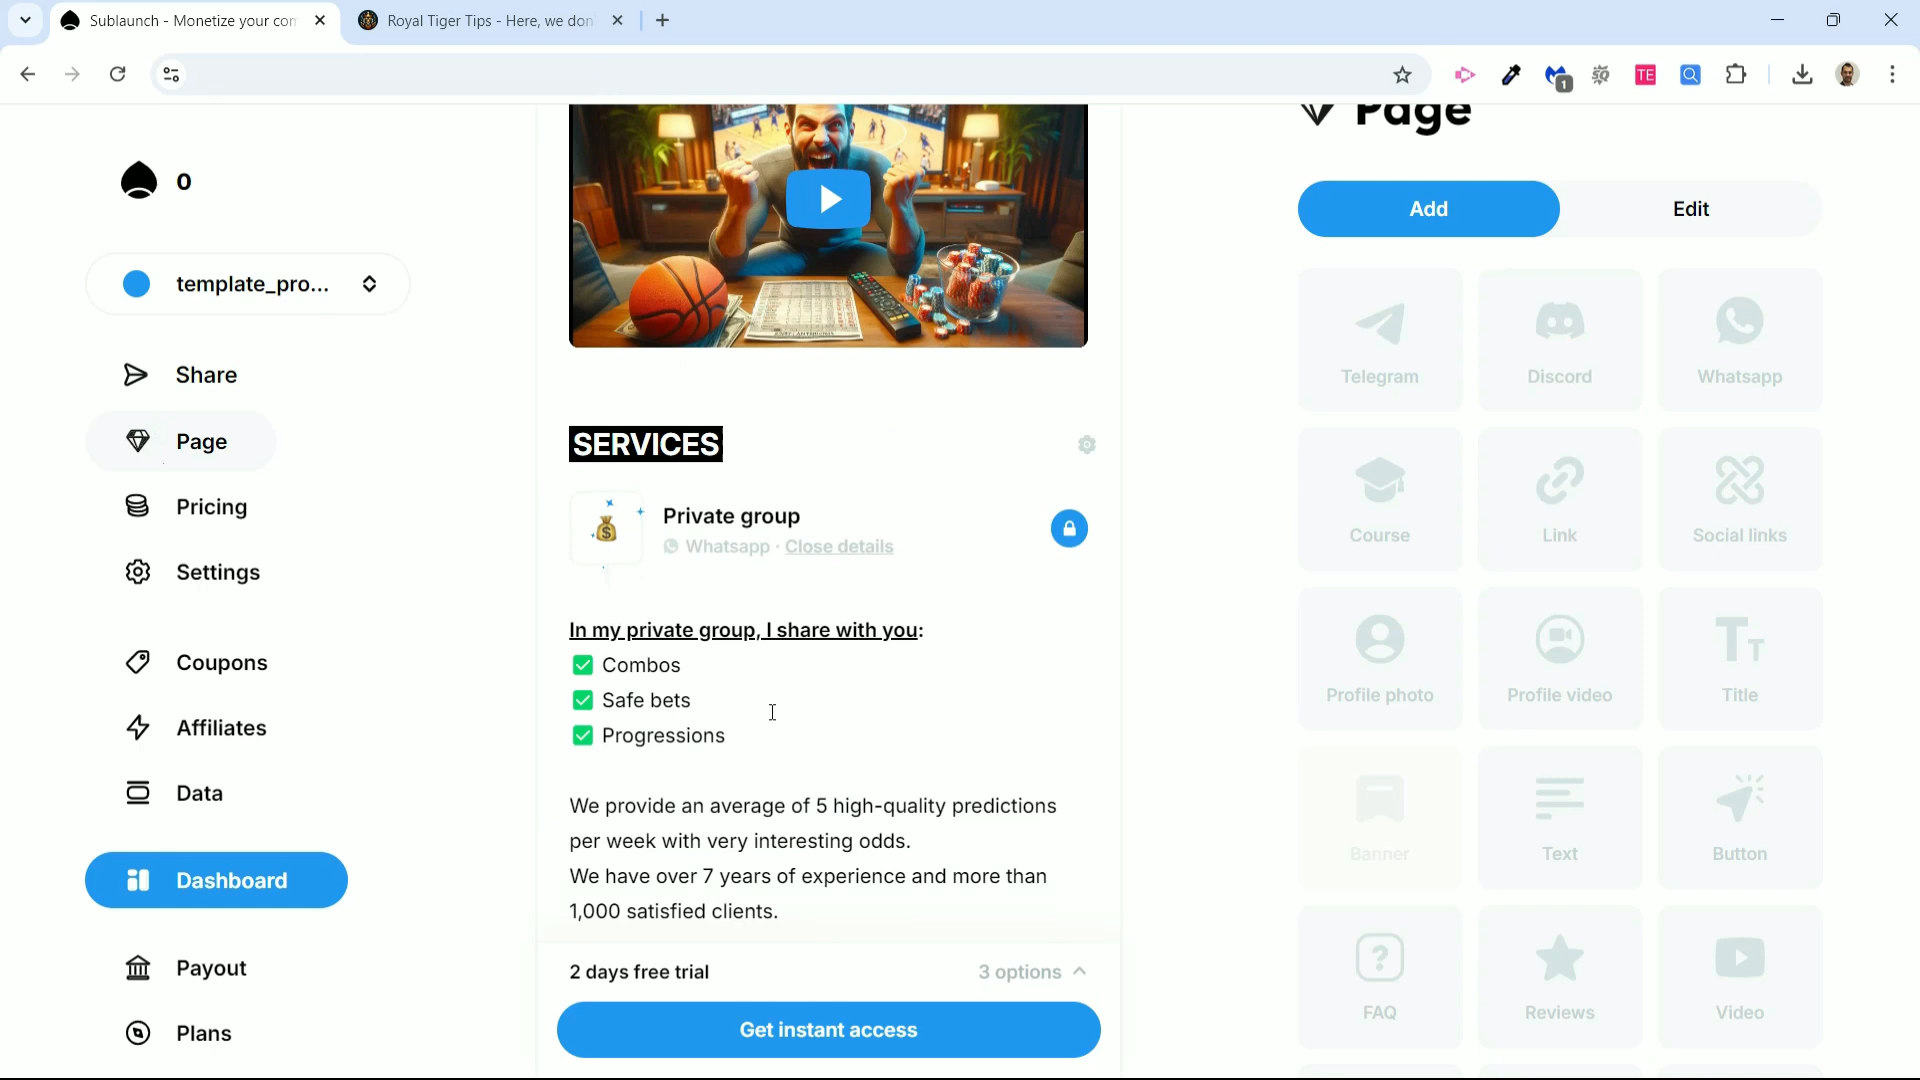 Sublaunch - Monetize your con
Royal Tiger Tips - Here, we don
1
TE
0
template_pro...
Share
Page
Pricing
Settings
Coupons
Affiliates
Data
Dashboard
Payout
Plans
SERVICES
Private group
Whatsapp · Close details
In my private group, I share with you:
Combos
Safe bets
Progressions
We provide an average of 5 high-quality predictions
per week with very interesting odds.
We have over 7 years of experience and more than
1,000 satisfied clients.
2 days free trial
3 options
Get instant access
Page
Add
Edit
Telegram
Discord
Whatsapp
Course
Link
Social links
Profile photo
Profile video
Title
Banner
Text
Button
FAQ
Reviews
Video